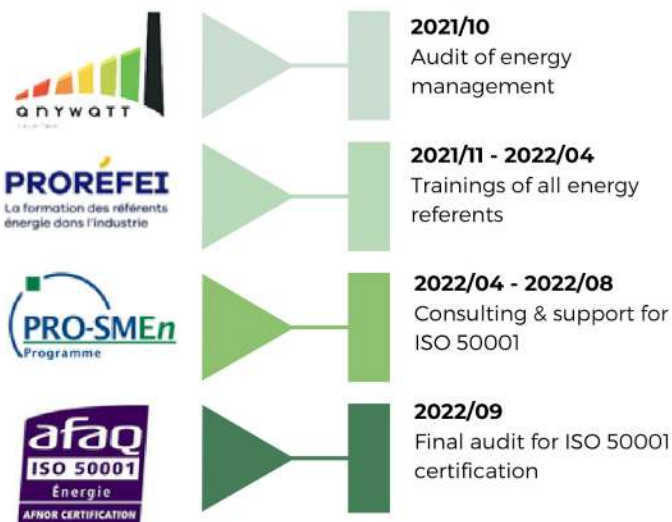 anywatt
2021/10
Audit of energy
management
PRORÉFEI
La formation des référents
énergie dans l'industrie
2021/11 - 2022/04
Trainings of all energy
referents
PRO-SMEn
Programme
2022/04 - 2022/08
Consulting & support for
ISO 50001
afaq
ISO 50001
Énergie
AFNOR CERTIFICATION
2022/09
Final audit for ISO 50001
certification